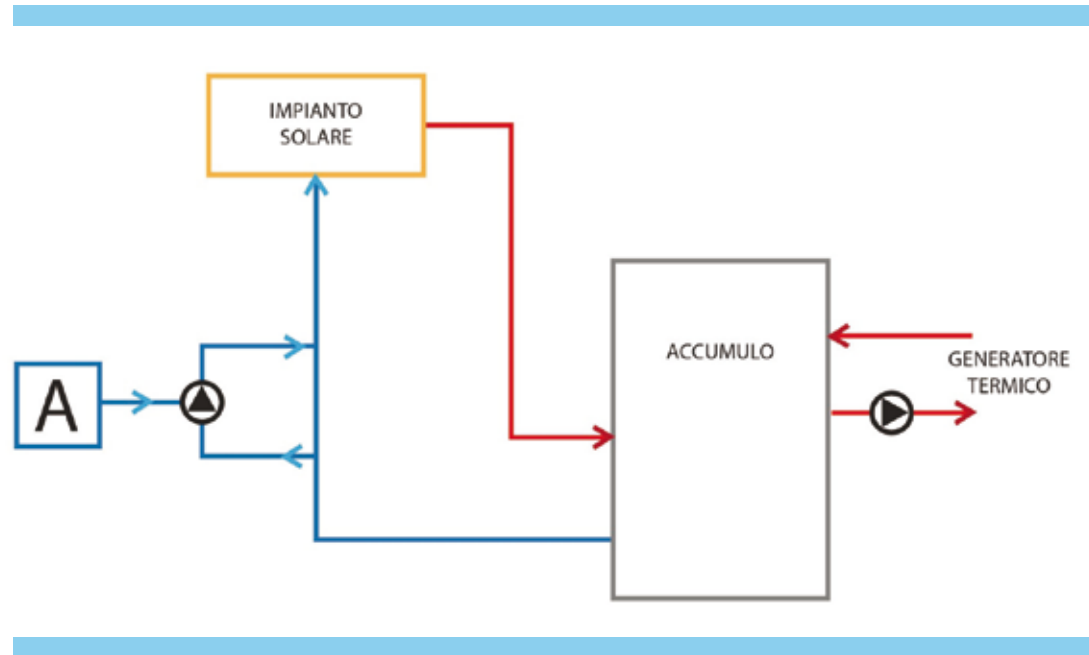 IMPIANTO
SOLARE
ACCUMULO
GENERATORE
TERMICO
A